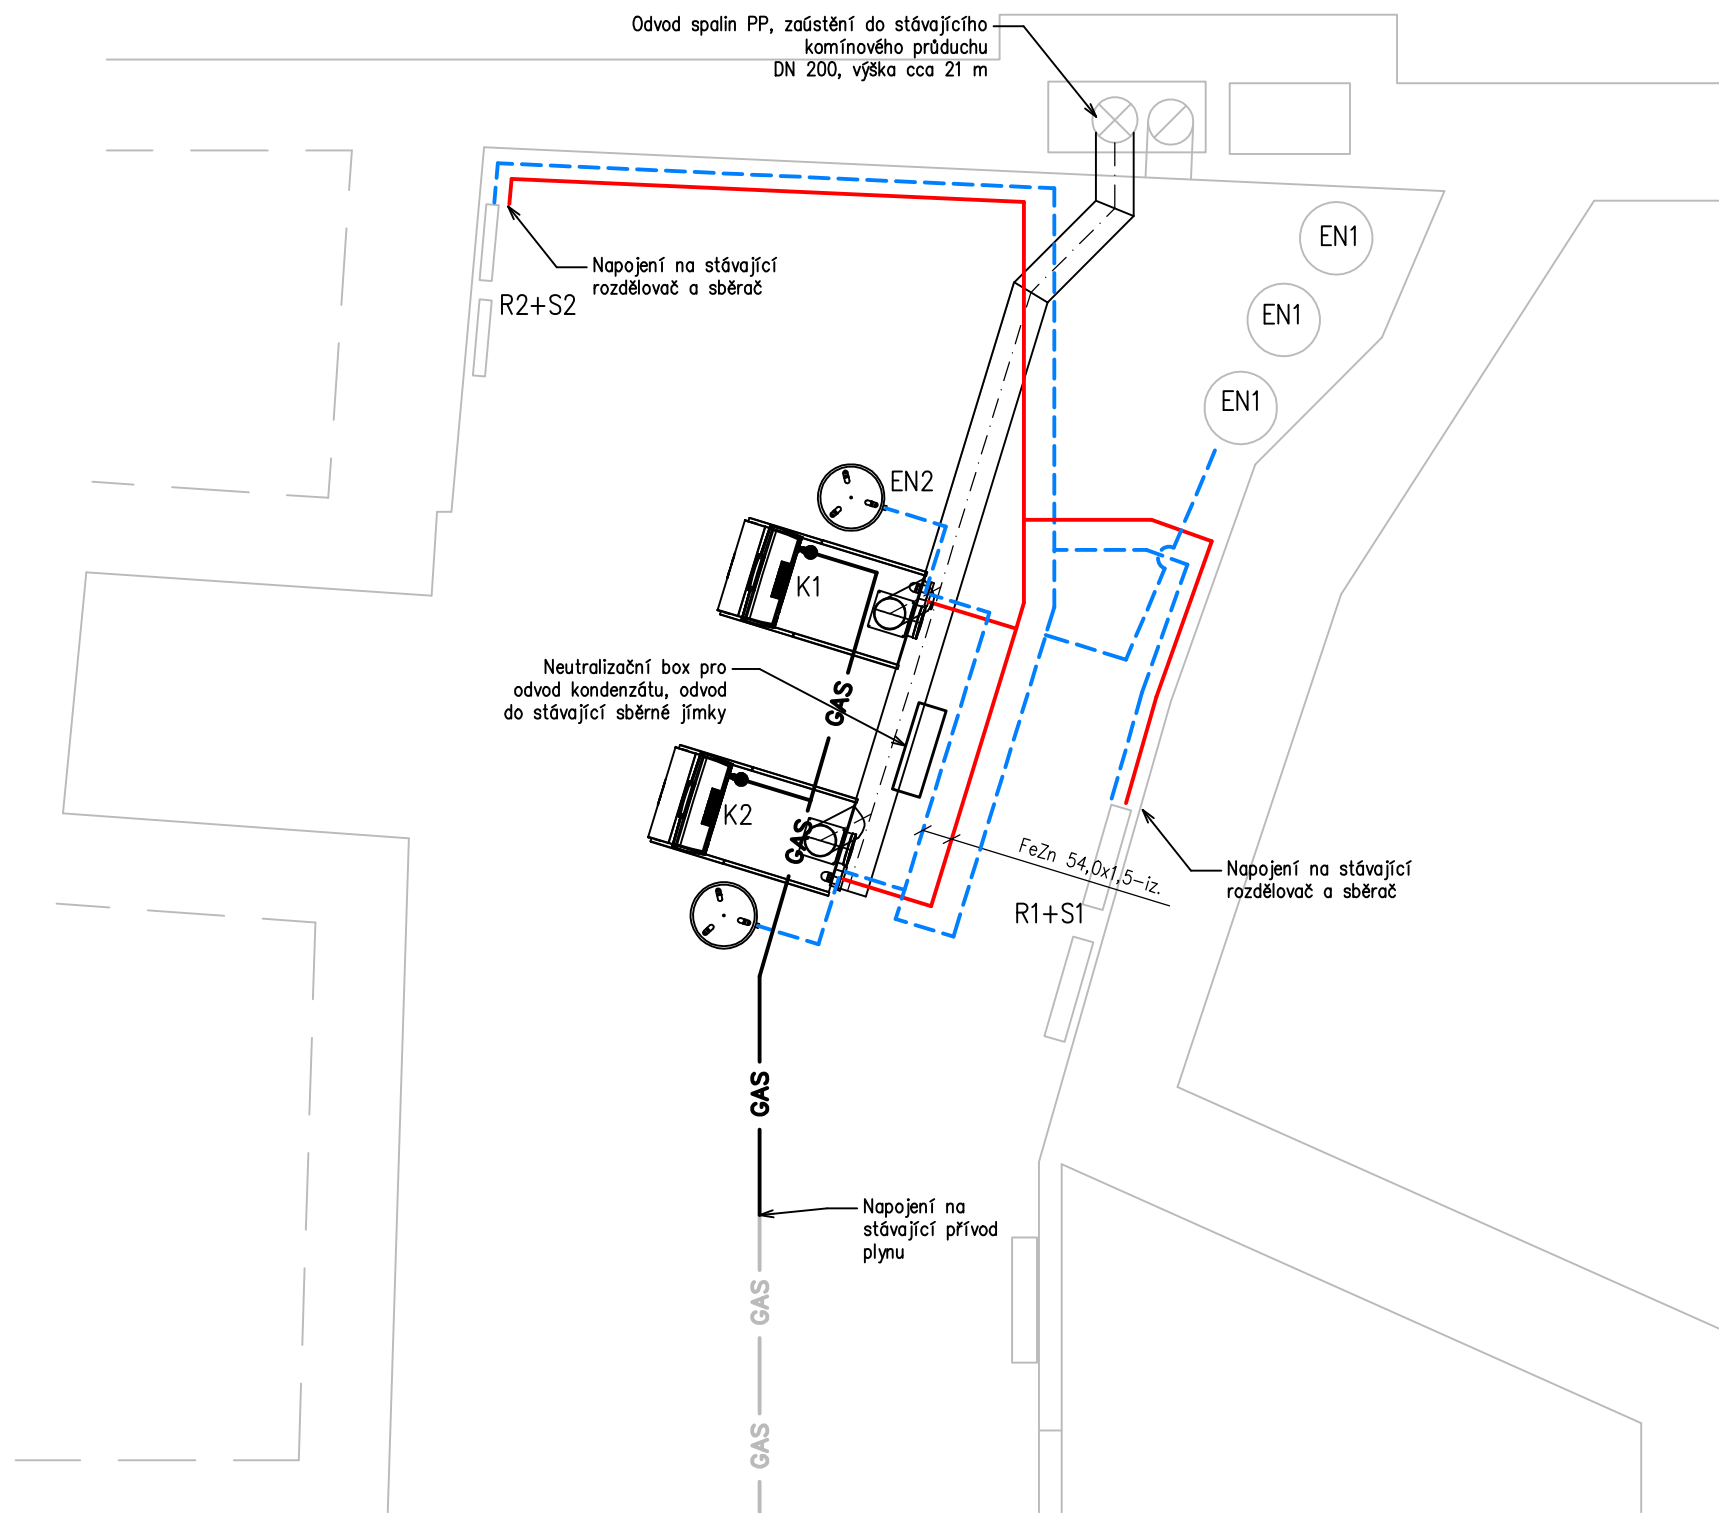 Odvod spalin PP, zaústění do stávajícího
komínového průduchu
DN 200, výška cca 21 m
EN1
Napojení na stávající
rozdělovač a sběrač
R2+S2
EN1
EN1
EN2
K1
Neutralizační box pro
odvod kondenzátu, odvod
do stávající sběrné jímky
GAS
K2
GAS
FeZn 54,0x1,5-iz.
Napojení na stávající
rozdělovač a sběrač
R1+S1
GAS
Napojení na
stávající přívod
plynu
GAS
GAS